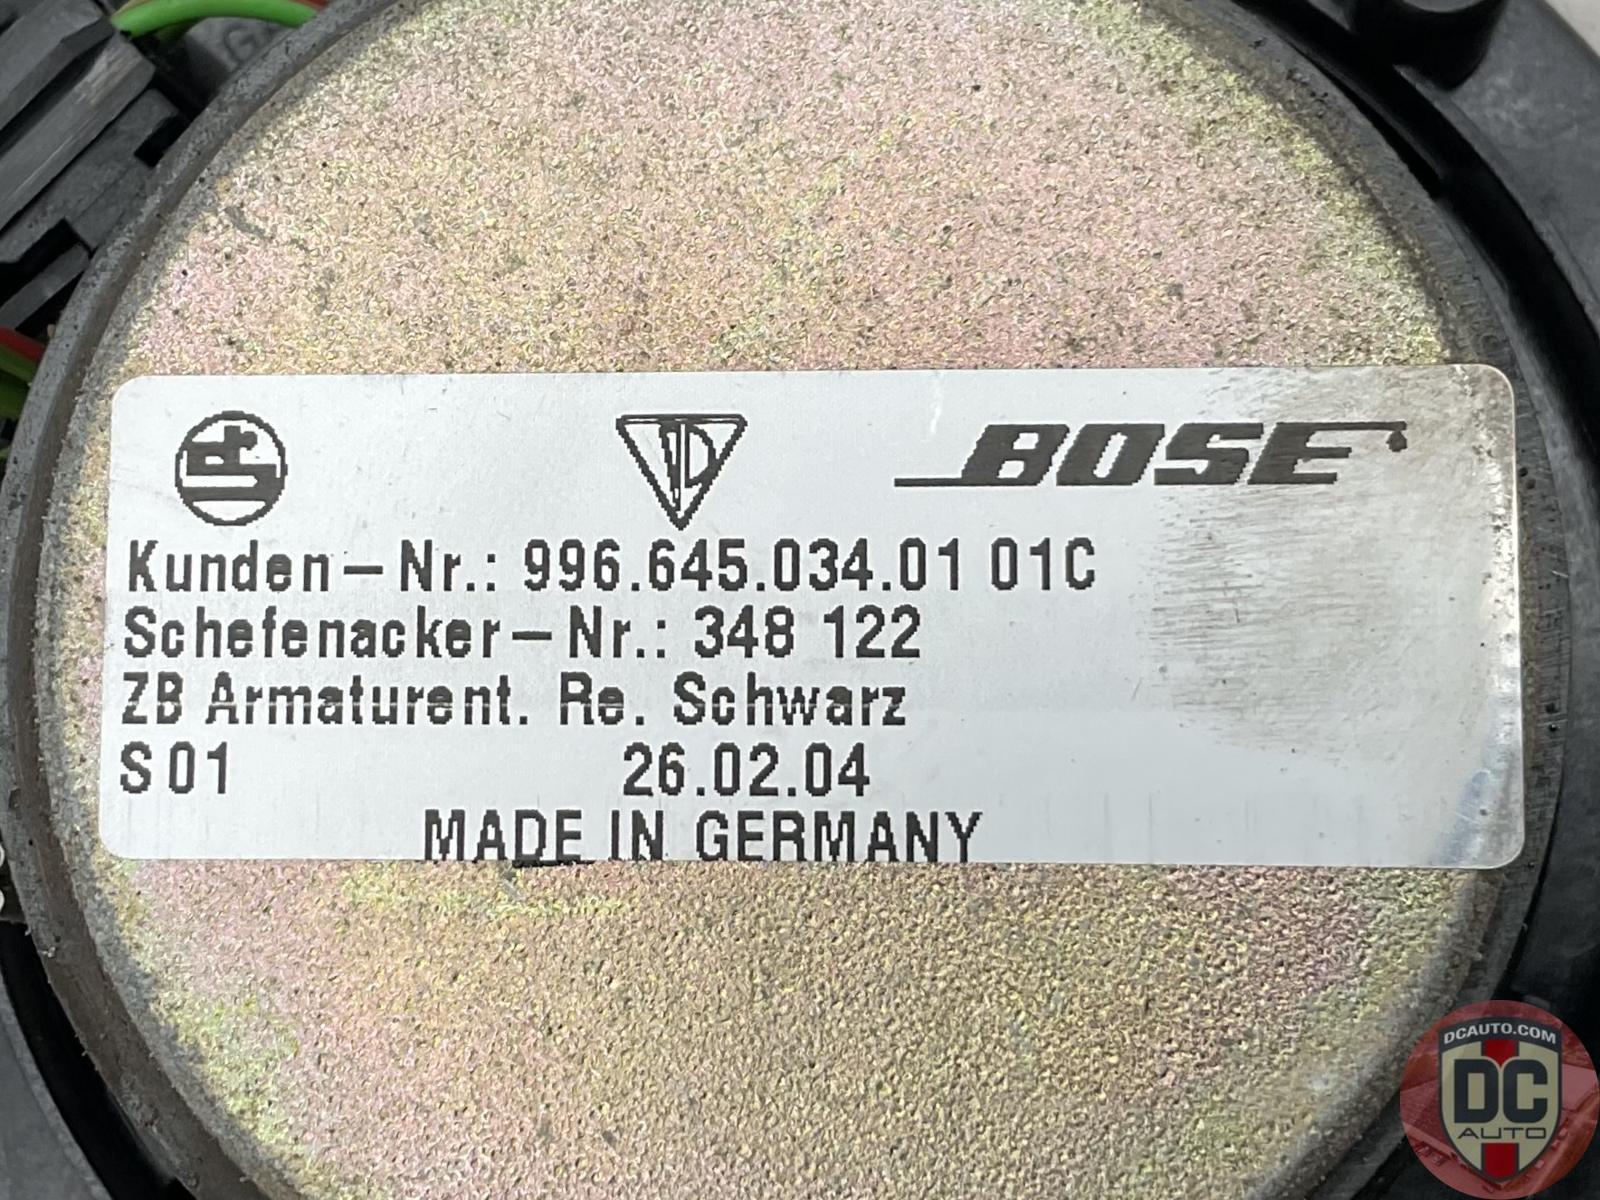 BOSE
Kunden-Nr.: 996.645.034.01 01C
Schefenacker-Nr.: 348 122
ZB Armaturent. Re. Schwarz
S 01 26.02.04
MADE IN GERMANY
DCAUTO.COM
DC
AUTO